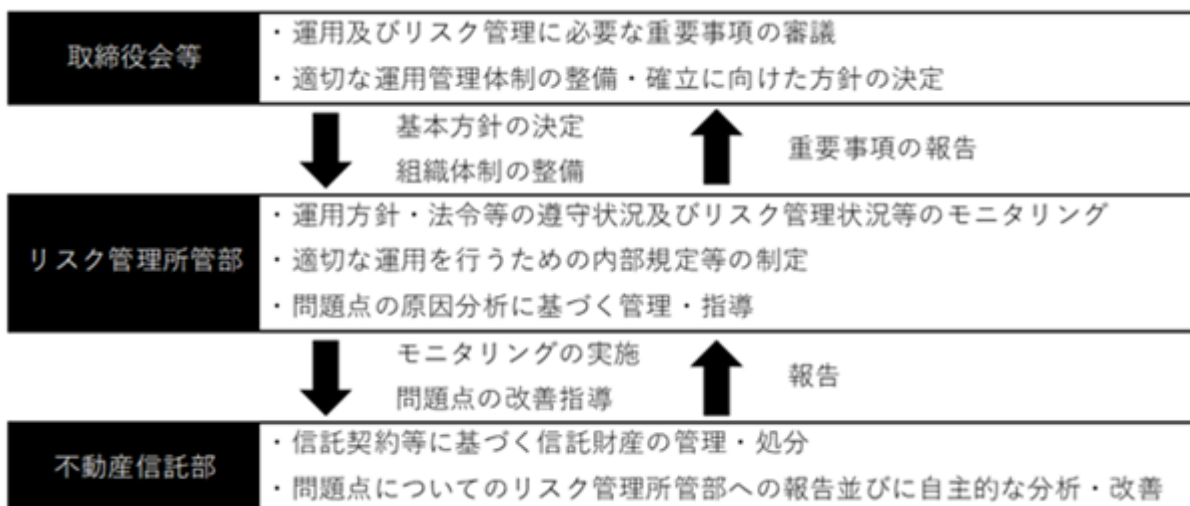 取締役会等
・運用及びリスク管理に必要な重要事項の審議
・適切な運用管理体制の整備・確立に向けた方針の決定
基本方針の決定
組織体制の整備
重要事項の報告
リスク管理所管部
・運用方針・法令等の遵守状況及びリスク管理状況等のモニタリング
・適切な運用を行うための内部規定等の制定
・問題点の原因分析に基づく管理・指導
モニタリングの実施
問題点の改善指導
報告
不動産信託部
・信託契約等に基づく信託財産の管理・処分
・問題点についてのリスク管理所管部への報告並びに自主的な分析・改善